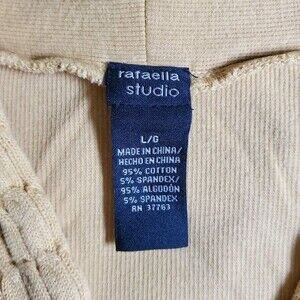 rafaella
studio
L/G
MADE IN CHINA/
HECHO EN CHINA
95% COTTON
5% SPANDEX/
95% ALGODÓN
5% SPANDEX
RN 37763